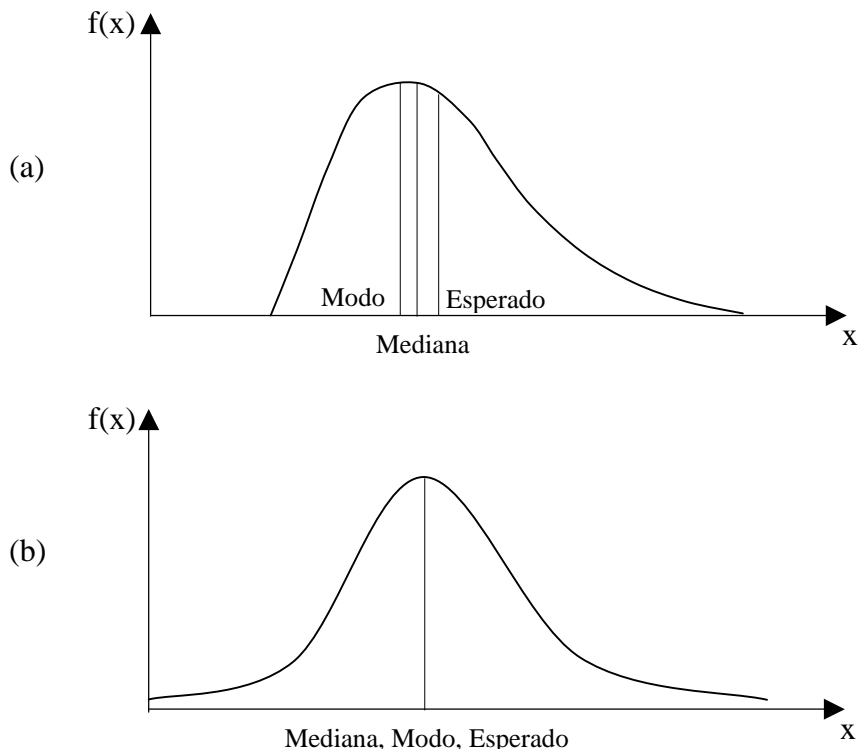 f(x)
(a)
Modo Esperado
x
Mediana
f(x)
(b)
x
Mediana, Modo, Esperado